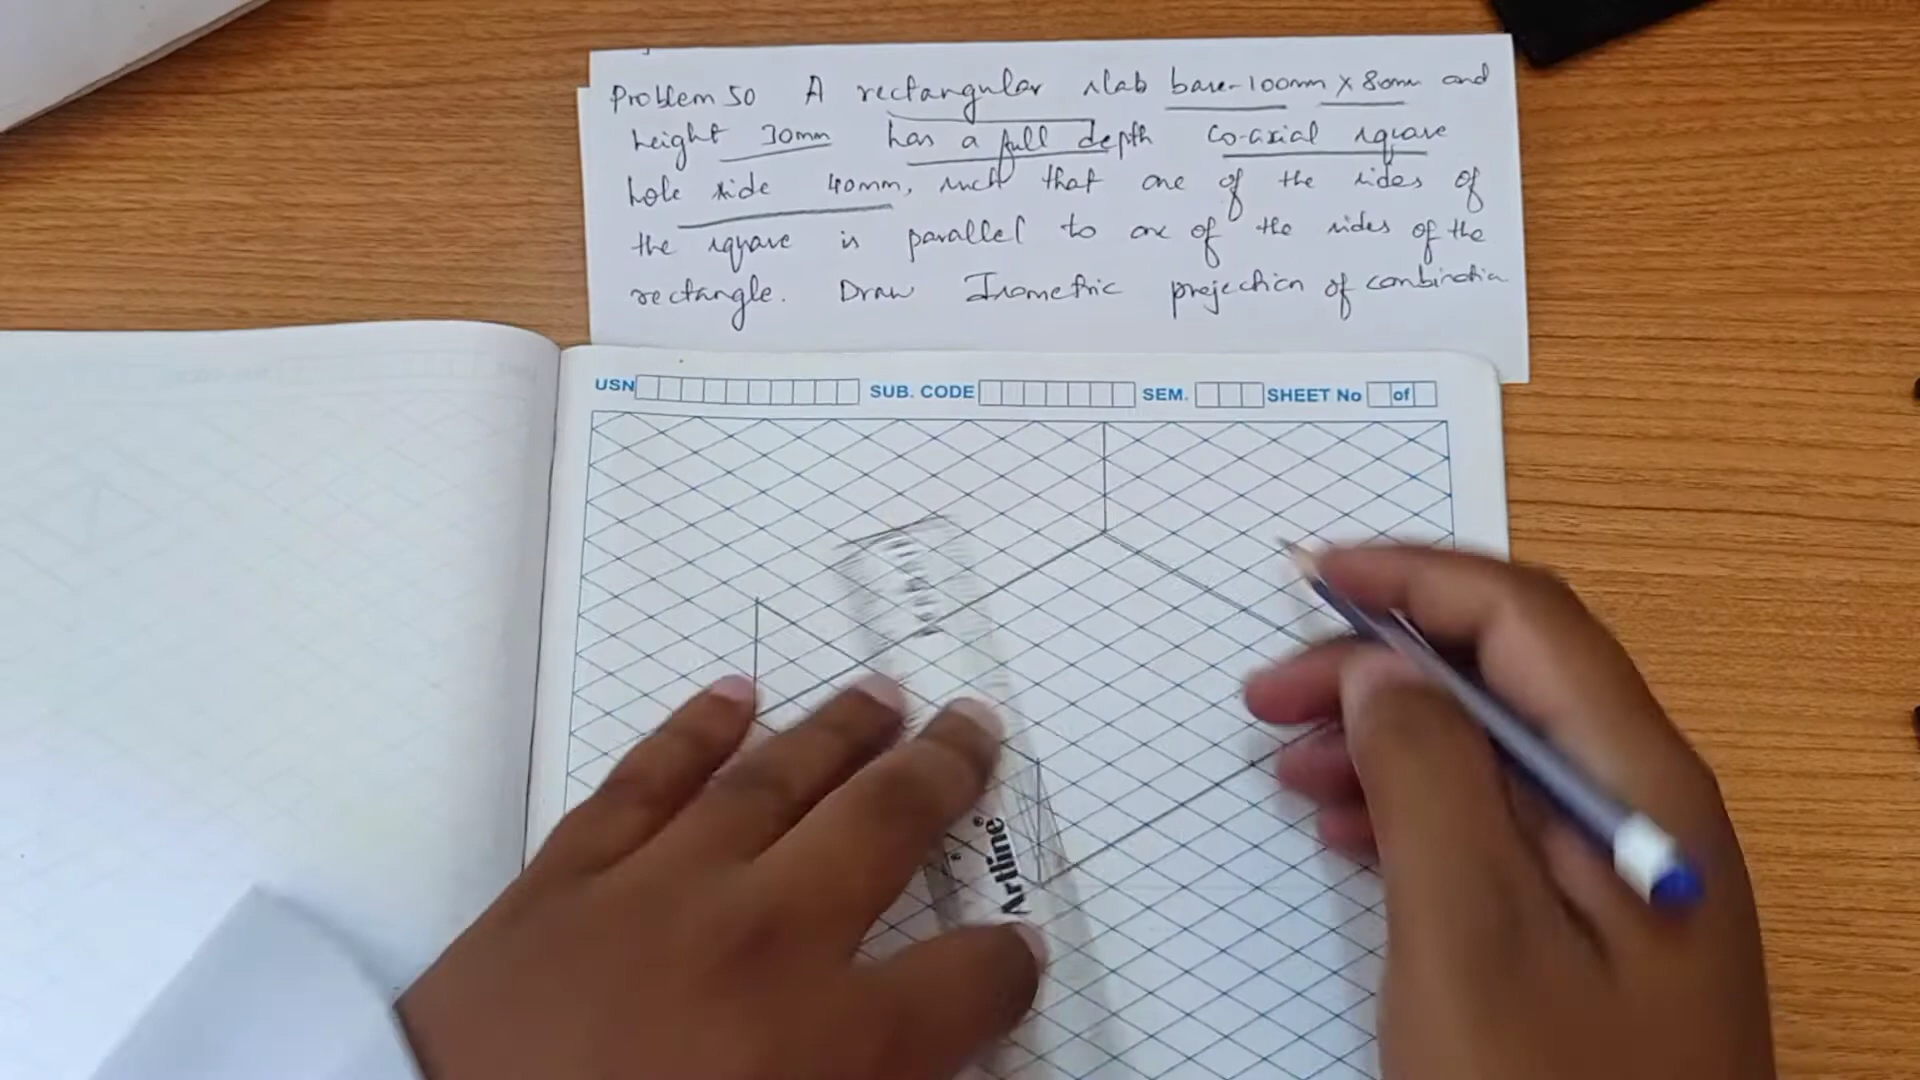 Problem 50 A rectangular slab base-100mm x 80mm and
height 30mm has a full depth co-axial square
hole side 40mm, such that one of the sides of
the square is parallel to one of the sides of the
rectangle. Draw Isometric projection of combination
USN SUB. CODE SEM. SHEET No of
Artline®